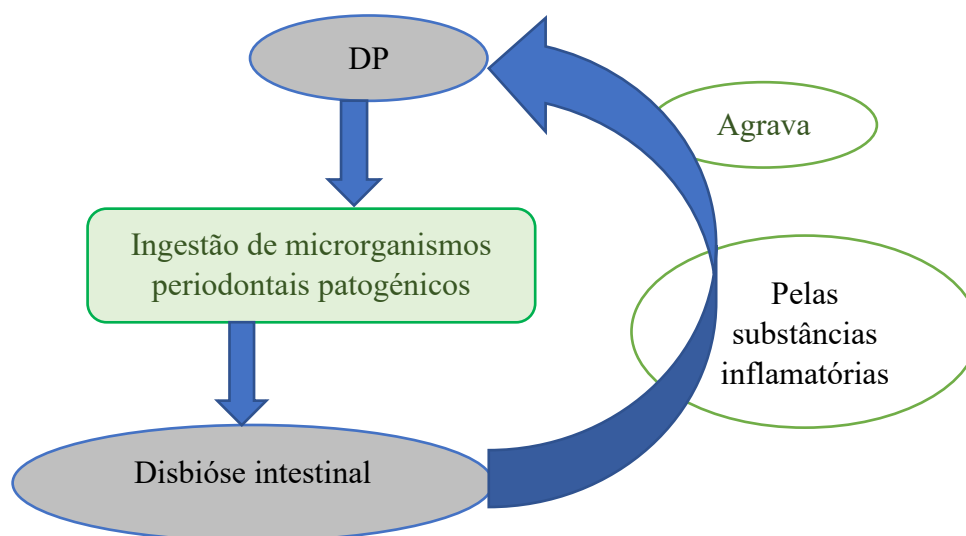 DP
Agrava
Ingestão de microrganismos
periodontais patogénicos
Pelas
substâncias
inflamatórias
Disbióse intestinal